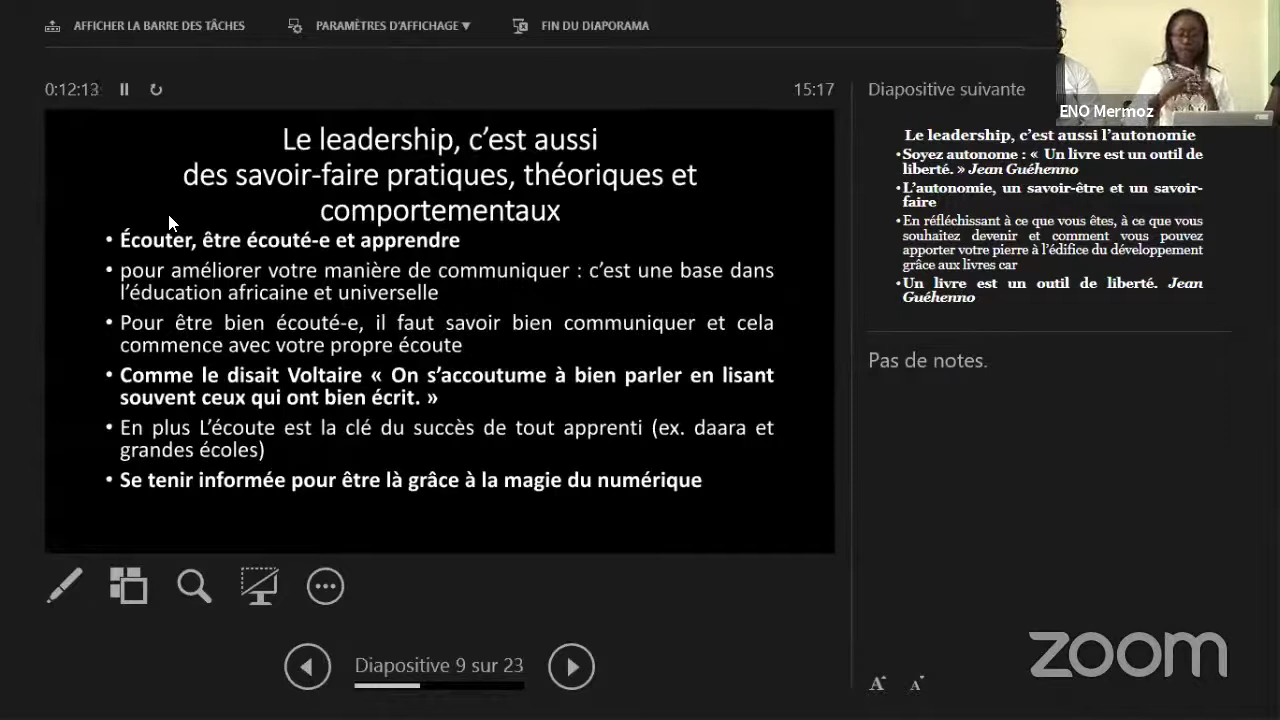 AFFICHER LA BARRE DES TÂCHES
PARAMÈTRES D'AFFICHAGE ▼
FIN DU DIAPORAMA
0:12:13
15:17
Le leadership, c'est aussi
des savoir-faire pratiques, théoriques et
comportementaux
• Écouter, être écouté-e et apprendre
• pour améliorer votre manière de communiquer : c'est une base dans
l'éducation africaine et universelle
• Pour être bien écouté-e, il faut savoir bien communiquer et cela
commence avec votre propre écoute
• Comme le disait Voltaire « On s'accoutume à bien parler en lisant
souvent ceux qui ont bien écrit. »
• En plus L'écoute est la clé du succès de tout apprenti (ex. daara et
grandes écoles)
• Se tenir informée pour être là grâce à la magie du numérique
Diapositive 9 sur 23
Diapositive suivante
ENO Mermoz
Le leadership, c'est aussi l'autonomie
• Soyez autonome : « Un livre est un outil de
liberté. » Jean Guéhenno
• L'autonomie, un savoir-être et un savoir-
faire
• En réfléchissant à ce que vous êtes, à ce que vous
souhaitez devenir et comment vous pouvez
apporter votre pierre à l'édifice du développement
grâce aux livres car
• Un livre est un outil de liberté. Jean
Guéhenno
Pas de notes.
A A
zoom